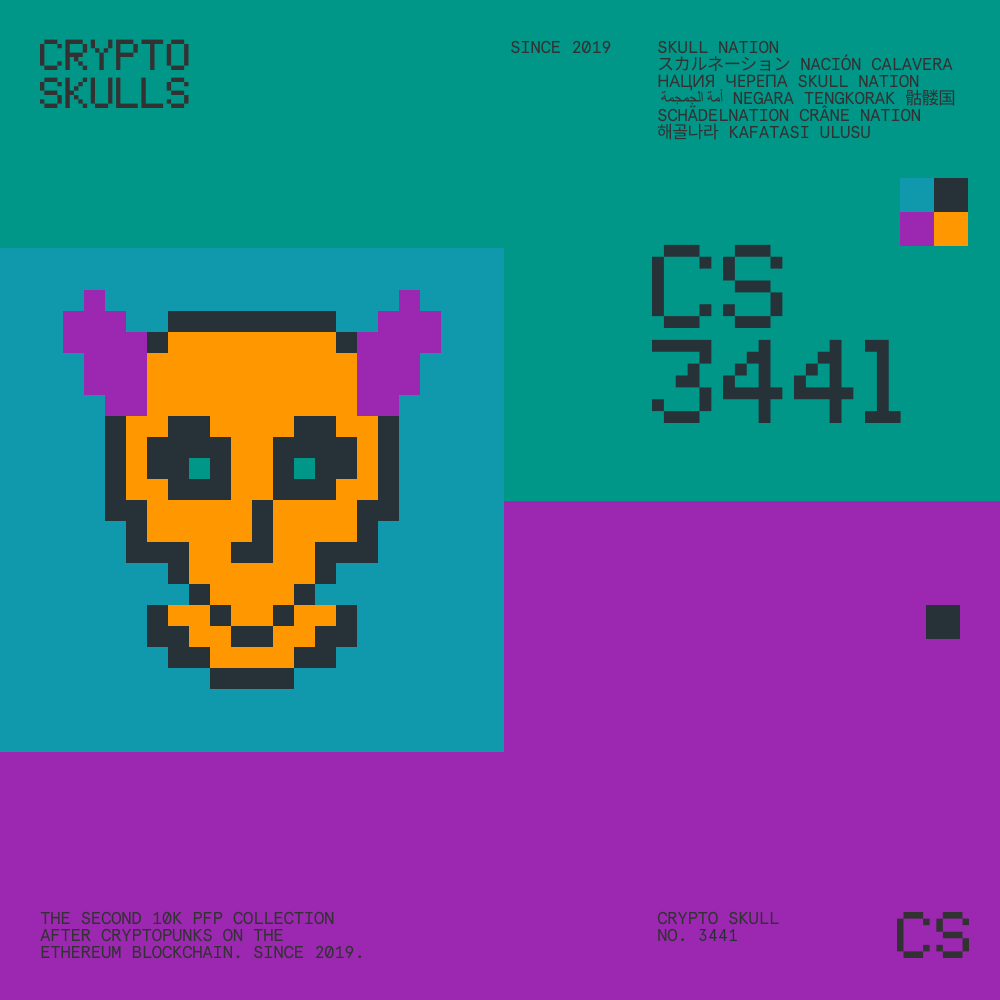 CRYPTO
SKULLS
SINCE 2019
SKULL NATION
スカルネーション NACIÓN CALAVERA
НАЦИЯ ЧЕРЕПА SKULL NATION
أمة الجمجمة NEGARA TENGKORAK 骷髅国
SCHÄDELNATION CRÂNE NATION
해골나라 KAFATASI ULUSU
CS
3441
THE SECOND 10K PFP COLLECTION
AFTER CRYPTOPUNKS ON THE
ETHEREUM BLOCKCHAIN. SINCE 2019.
CRYPTO SKULL
NO. 3441
CS